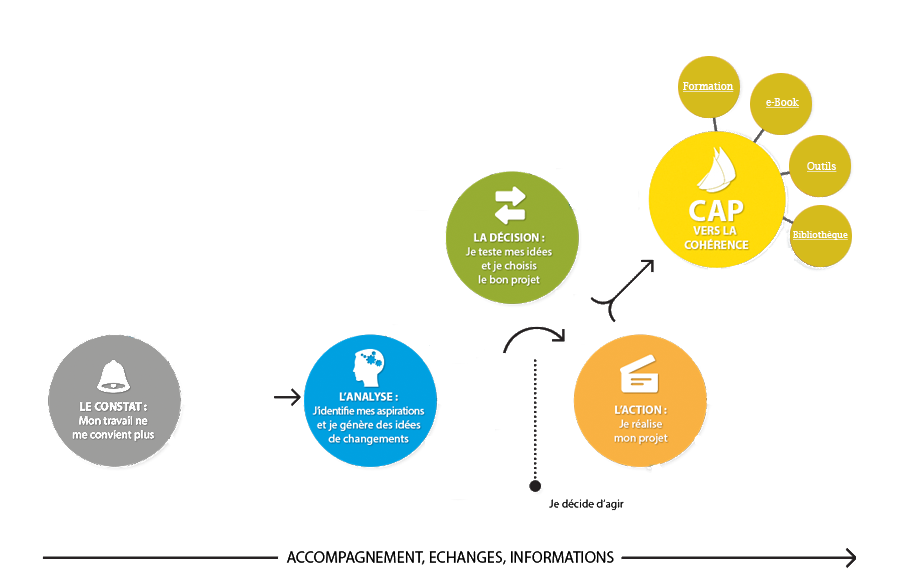 LE CONSTAT :
Mon travail ne
me convient plus
L'ANALYSE :
J'identifie mes aspirations
et je génère des idées
de changements
LA DÉCISION :
Je teste mes idées
et je choisis
le bon projet
Je décide d'agir
L'ACTION :
Je réalise
mon projet
CAP
VERS LA
COHÉRENCE
Formation
e-Book
Outils
Bibliothèque
ACCOMPAGNEMENT, ECHANGES, INFORMATIONS